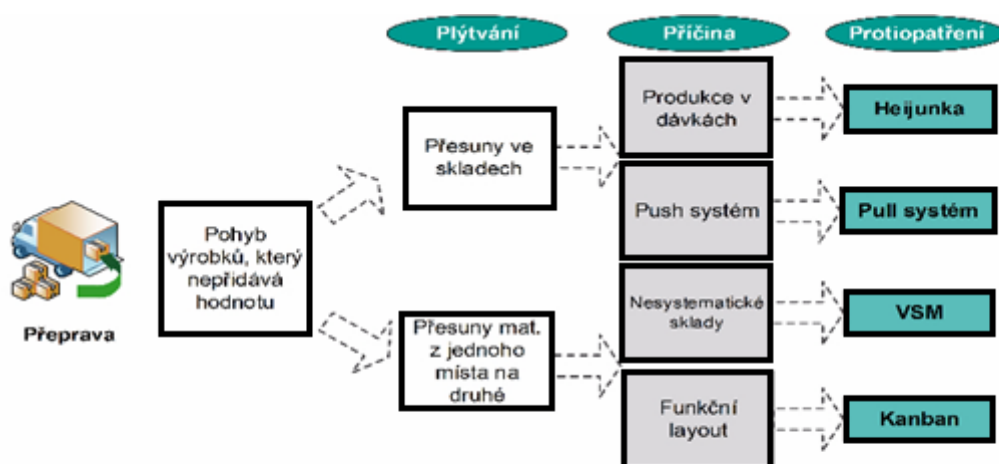 Plýtvání
Příčina
Protiopatření
Produkce v
dávkách
Heijunka
Přesuny ve
skladech
Push systém
Pull systém
Pohyb
výrobků, který
nepřidává
hodnotu
Přeprava
Nesystematické
sklady
VSM
Přesuny mat.
z jednoho
místa na
druhé
Funkční
layout
Kanban